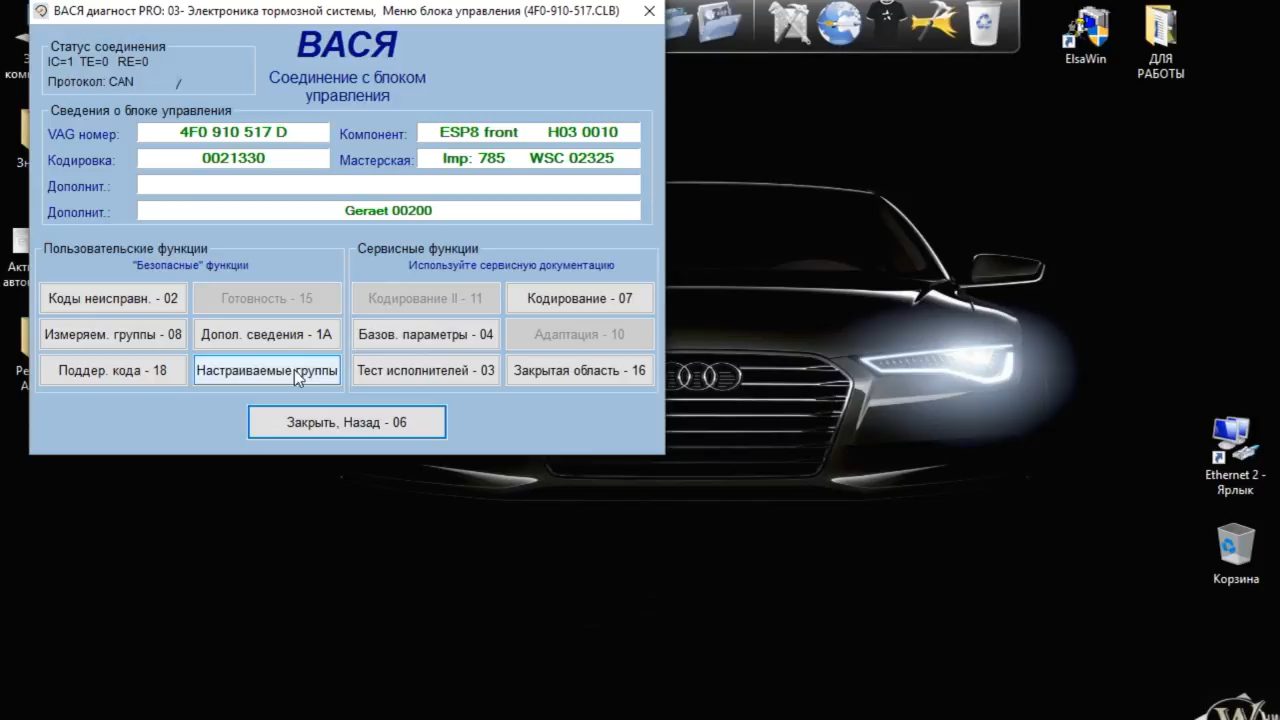 ВАСЯ диагност PRO: 03- Электроника тормозной системы, Меню блока управления (4F0-910-517.CLB)
Статус соединения
IC=1 TE=0 RE=0
Протокол: CAN /
ВАСЯ
Соединение с блоком
управления
Сведения о блоке управления
VAG номер: 4F0 910 517 D Компонент: ESP8 front H03 0010
Кодировка: 0021330 Мастерская: Imp: 785 WSC 02325
Дополнит.:
Дополнит.: Geraet 00200
Пользовательские функции
"Безопасные" функции
Коды неисправн. - 02 Готовность - 15
Измеряем. группы - 08 Допол. сведения - 1A
Поддер. кода - 18 Настраиваемые группы
Сервисные функции
Используйте сервисную документацию
Кодирование II - 11 Кодирование - 07
Базов. параметры - 04 Адаптация - 10
Тест исполнителей - 03 Закрытая область - 16
Закрыть, Назад - 06
ElsaWin
ДЛЯ
РАБОТЫ
Ethernet 2 -
Ярлык
Корзина